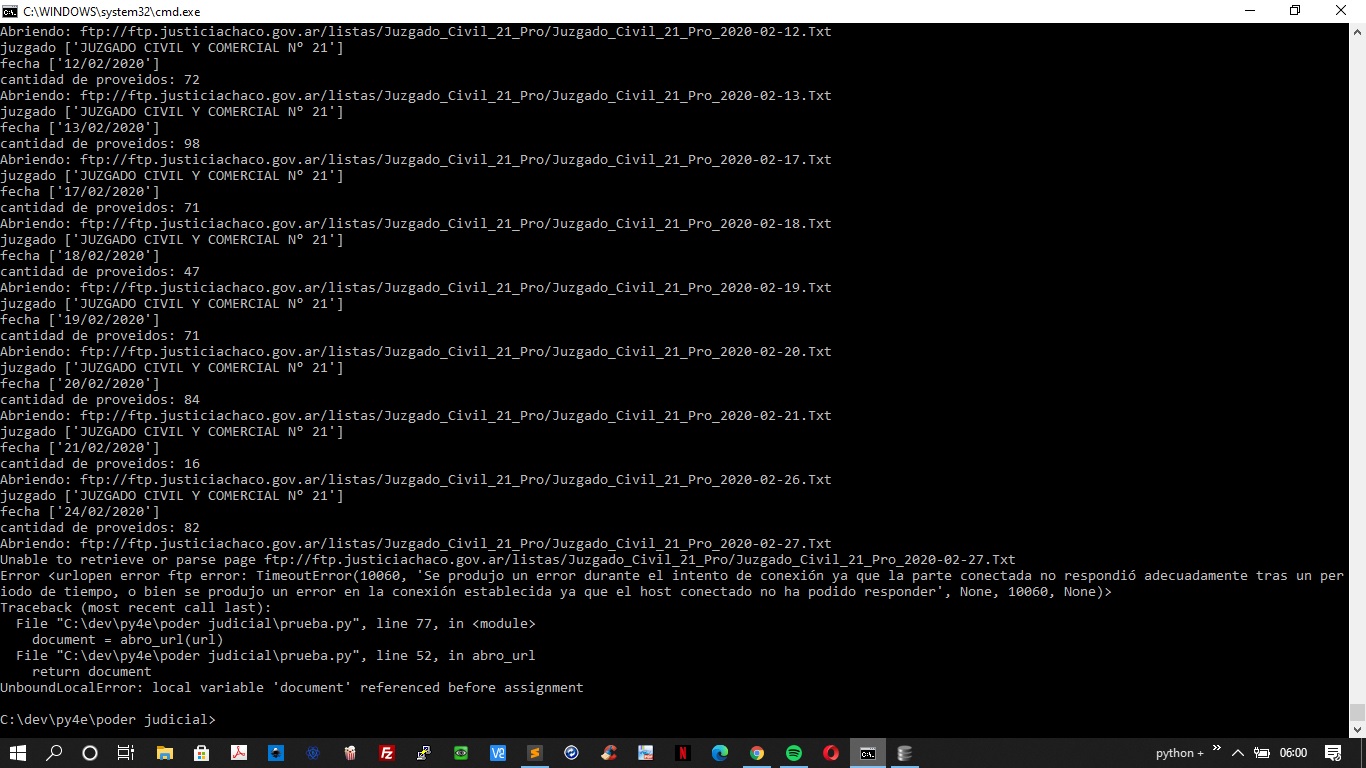 C:\WINDOWS\system32\cmd.exe
Abriendo: ftp://ftp.justiciachaco.gov.ar/listas/Juzgado_Civil_21_Pro/Juzgado_Civil_21_Pro_2020-02-12.Txt
juzgado ['JUZGADO CIVIL Y COMERCIAL Nº 21']
fecha ['12/02/2020']
cantidad de proveidos: 72
Abriendo: ftp://ftp.justiciachaco.gov.ar/listas/Juzgado_Civil_21_Pro/Juzgado_Civil_21_Pro_2020-02-13.Txt
juzgado ['JUZGADO CIVIL Y COMERCIAL Nº 21']
fecha ['13/02/2020']
cantidad de proveidos: 98
Abriendo: ftp://ftp.justiciachaco.gov.ar/listas/Juzgado_Civil_21_Pro/Juzgado_Civil_21_Pro_2020-02-17.Txt
juzgado ['JUZGADO CIVIL Y COMERCIAL Nº 21']
fecha ['17/02/2020']
cantidad de proveidos: 71
Abriendo: ftp://ftp.justiciachaco.gov.ar/listas/Juzgado_Civil_21_Pro/Juzgado_Civil_21_Pro_2020-02-18.Txt
juzgado ['JUZGADO CIVIL Y COMERCIAL Nº 21']
fecha ['18/02/2020']
cantidad de proveidos: 47
Abriendo: ftp://ftp.justiciachaco.gov.ar/listas/Juzgado_Civil_21_Pro/Juzgado_Civil_21_Pro_2020-02-19.Txt
juzgado ['JUZGADO CIVIL Y COMERCIAL Nº 21']
fecha ['19/02/2020']
cantidad de proveidos: 71
Abriendo: ftp://ftp.justiciachaco.gov.ar/listas/Juzgado_Civil_21_Pro/Juzgado_Civil_21_Pro_2020-02-20.Txt
juzgado ['JUZGADO CIVIL Y COMERCIAL Nº 21']
fecha ['20/02/2020']
cantidad de proveidos: 84
Abriendo: ftp://ftp.justiciachaco.gov.ar/listas/Juzgado_Civil_21_Pro/Juzgado_Civil_21_Pro_2020-02-21.Txt
juzgado ['JUZGADO CIVIL Y COMERCIAL Nº 21']
fecha ['21/02/2020']
cantidad de proveidos: 16
Abriendo: ftp://ftp.justiciachaco.gov.ar/listas/Juzgado_Civil_21_Pro/Juzgado_Civil_21_Pro_2020-02-26.Txt
juzgado ['JUZGADO CIVIL Y COMERCIAL Nº 21']
fecha ['24/02/2020']
cantidad de proveidos: 82
Abriendo: ftp://ftp.justiciachaco.gov.ar/listas/Juzgado_Civil_21_Pro/Juzgado_Civil_21_Pro_2020-02-27.Txt
Unable to retrieve or parse page ftp://ftp.justiciachaco.gov.ar/listas/Juzgado_Civil_21_Pro/Juzgado_Civil_21_Pro_2020-02-27.Txt
Error <urlopen error ftp error: TimeoutError(10060, 'Se produjo un error durante el intento de conexión ya que la parte conectada no respondió adecuadamente tras un per
iodo de tiempo, o bien se produjo un error en la conexión establecida ya que el host conectado no ha podido responder', None, 10060, None)>
Traceback (most recent call last):
  File "C:\dev\py4e\poder judicial\prueba.py", line 77, in <module>
    document = abro_url(url)
  File "C:\dev\py4e\poder judicial\prueba.py", line 52, in abro_url
    return document
UnboundLocalError: local variable 'document' referenced before assignment
C:\dev\py4e\poder judicial>
python + » 06:00